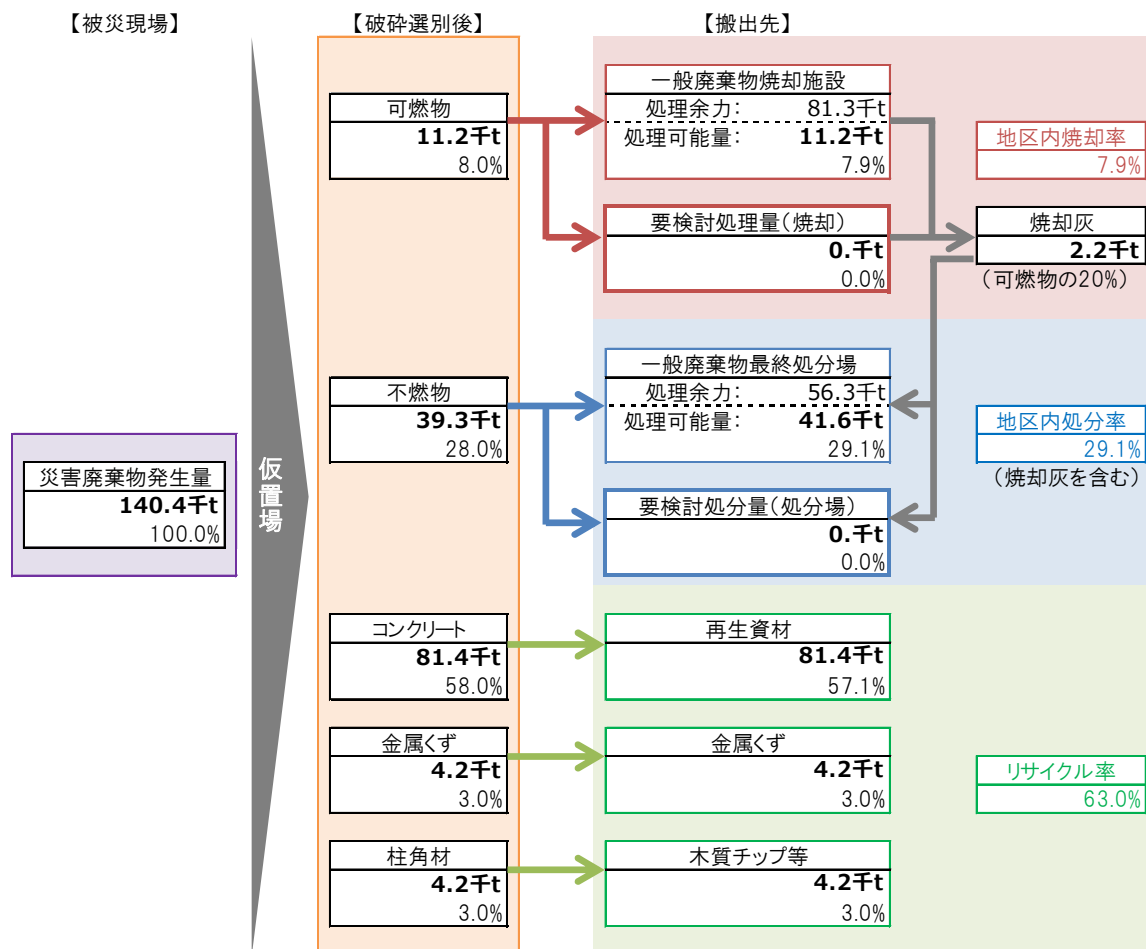 【被災現場】
【破砕選別後】
【搬出先】
災害廃棄物発生量
140.4千t
100.0%
仮置場
可燃物
11.2千t
8.0%
不燃物
39.3千t
28.0%
コンクリート
81.4千t
58.0%
金属くず
4.2千t
3.0%
柱角材
4.2千t
3.0%
一般廃棄物焼却施設
処理余力： 81.3千t
処理可能量： 11.2千t
7.9%
要検討処理量（焼却）
0.千t
0.0%
一般廃棄物最終処分場
処理余力： 56.3千t
処理可能量： 41.6千t
29.1%
要検討処分量（処分場）
0.千t
0.0%
再生資材
81.4千t
57.1%
金属くず
4.2千t
3.0%
木質チップ等
4.2千t
3.0%
地区内焼却率
7.9%
焼却灰
2.2千t
（可燃物の20%）
地区内処分率
29.1%
（焼却灰を含む）
リサイクル率
63.0%